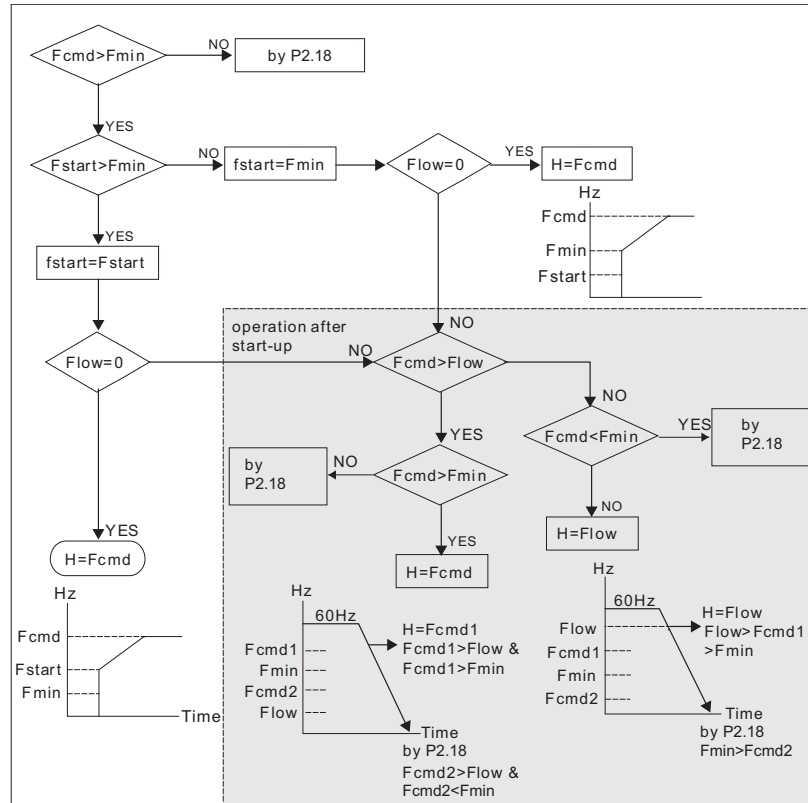 Fcmd>Fmin
NO
by P2.18
YES
Fstart>Fmin
NO
fstart=Fmin
Flow=0
YES
H=Fcmd
Hz
Fcmd
Fmin
Fstart
YES
fstart=Fstart
NO
operation after
start-up
Flow=0
NO
Fcmd>Flow
NO
YES
Fcmd<Fmin
YES
by
P2.18
by
P2.18
NO
Fcmd>Fmin
NO
YES
H=Flow
YES
H=Fcmd
H=Fcmd
Hz
Fcmd
Fstart
Fmin
Time
Hz
60Hz
H=Fcmd1
Fcmd1>Flow &
Fcmd1>Fmin
Fcmd1
Fmin
Fcmd2
Flow
Time
by P2.18
Fcmd2>Flow &
Fcmd2<Fmin
Hz
60Hz
H=Flow
Flow>Fcmd1
>Fmin
Flow
Fcmd1
Fmin
Fcmd2
Time
by P2.18
Fmin>Fcmd2